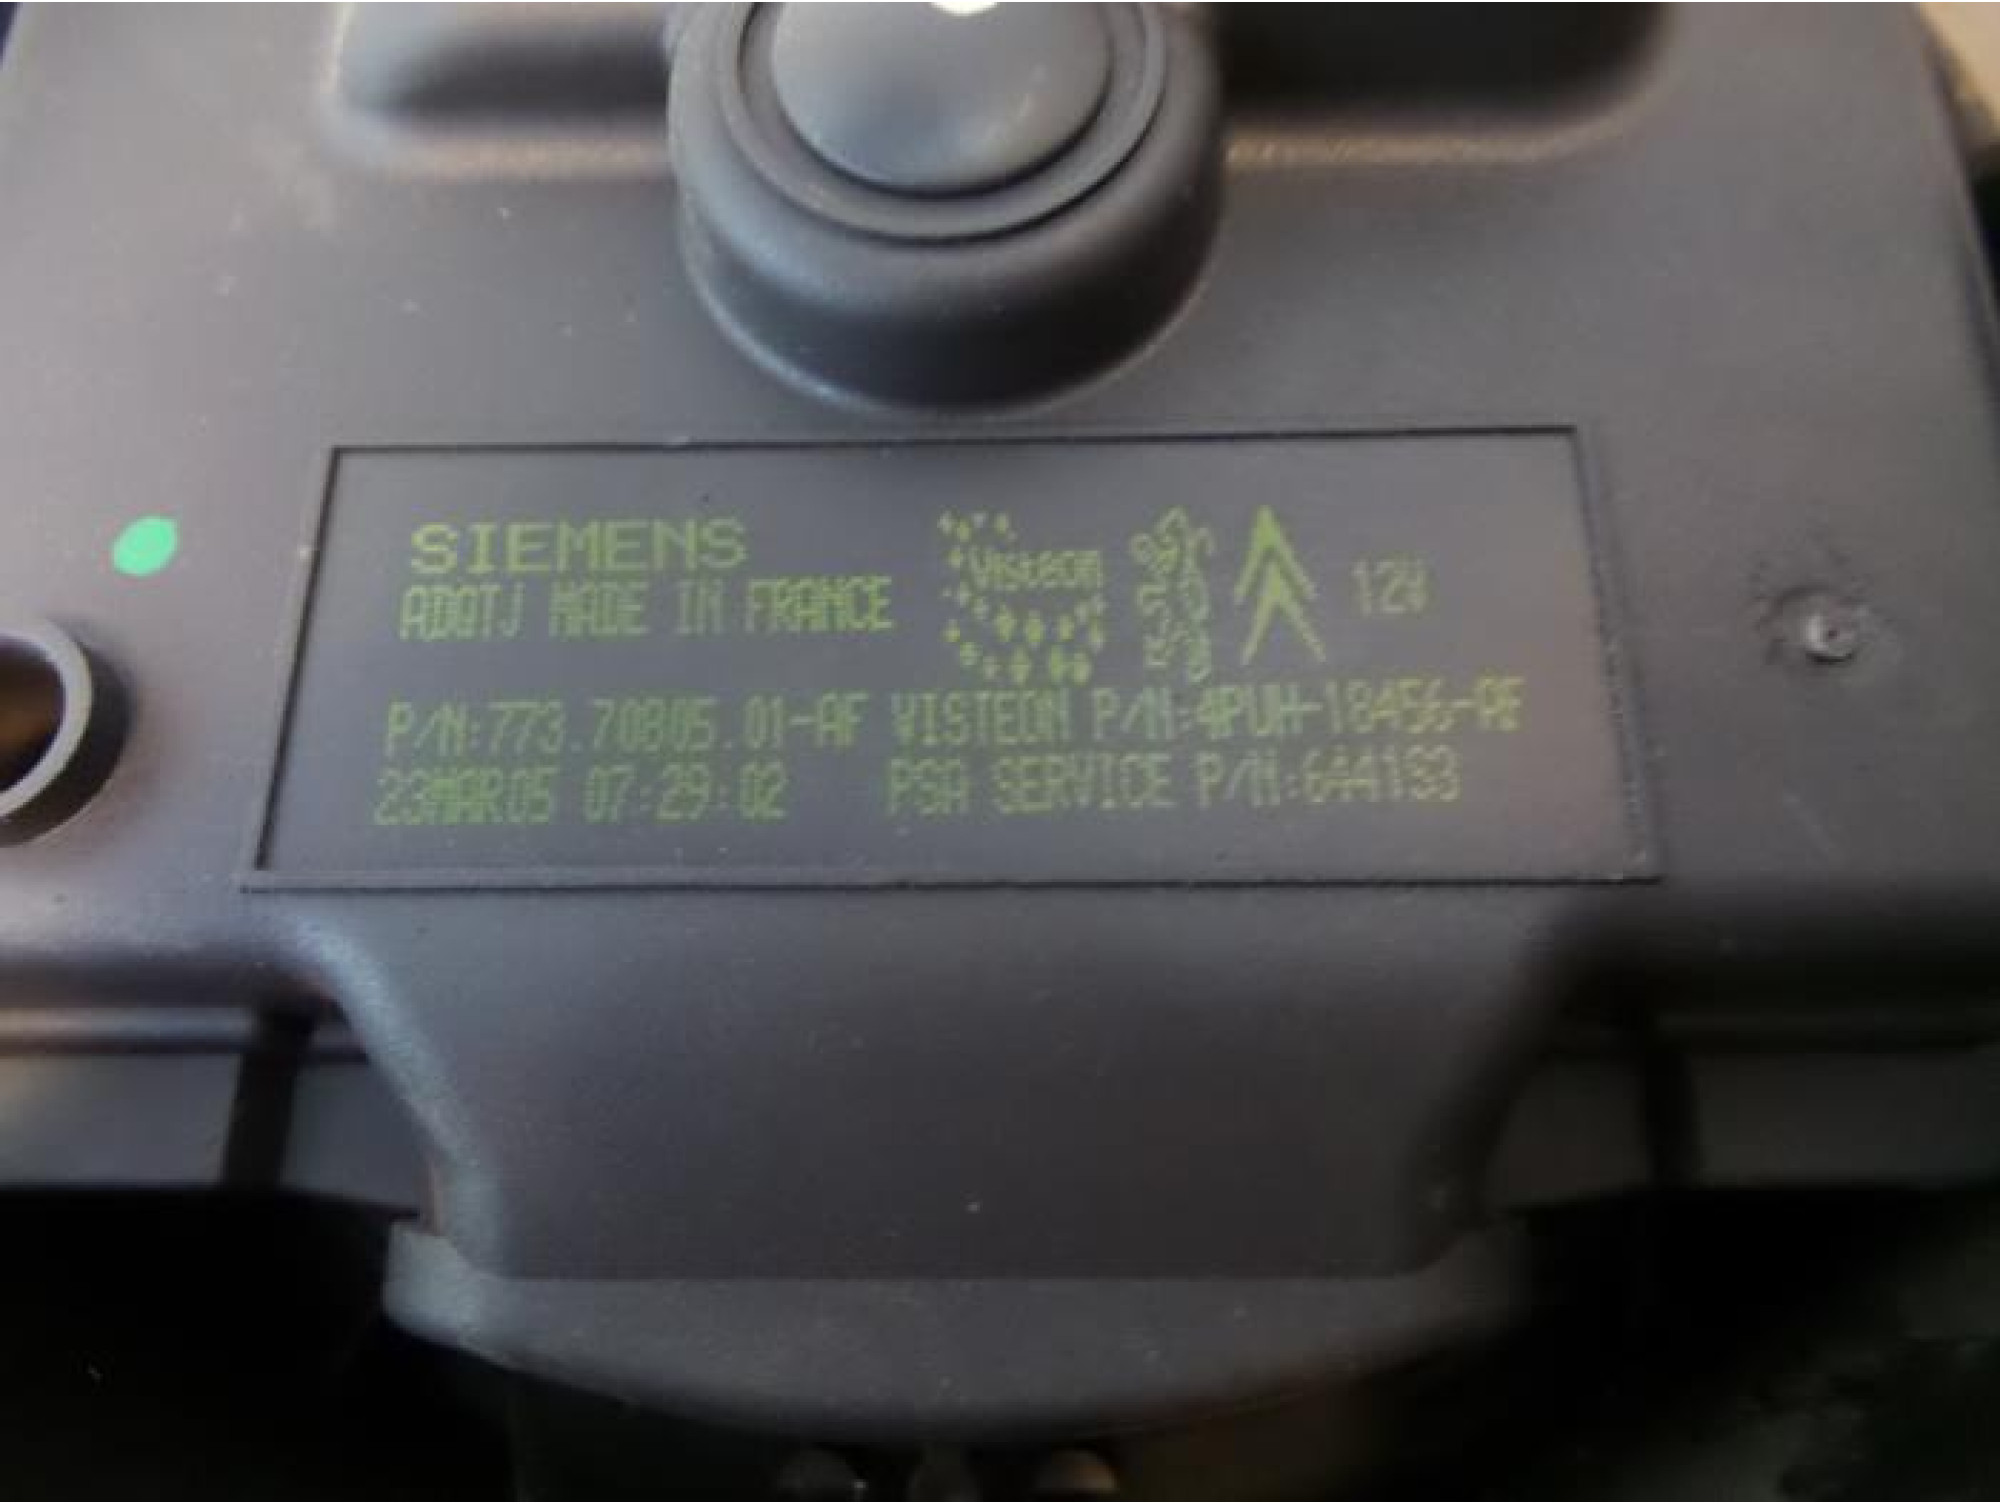 SIEMENS
ADQTJ MADE IN FRANCE
Visteon
12V
P/N:773.70805.01-AF VISTEON P/N:4PUH-18456-AF
23MAR05 07:29:02 PSA SERVICE P/N:6441S3